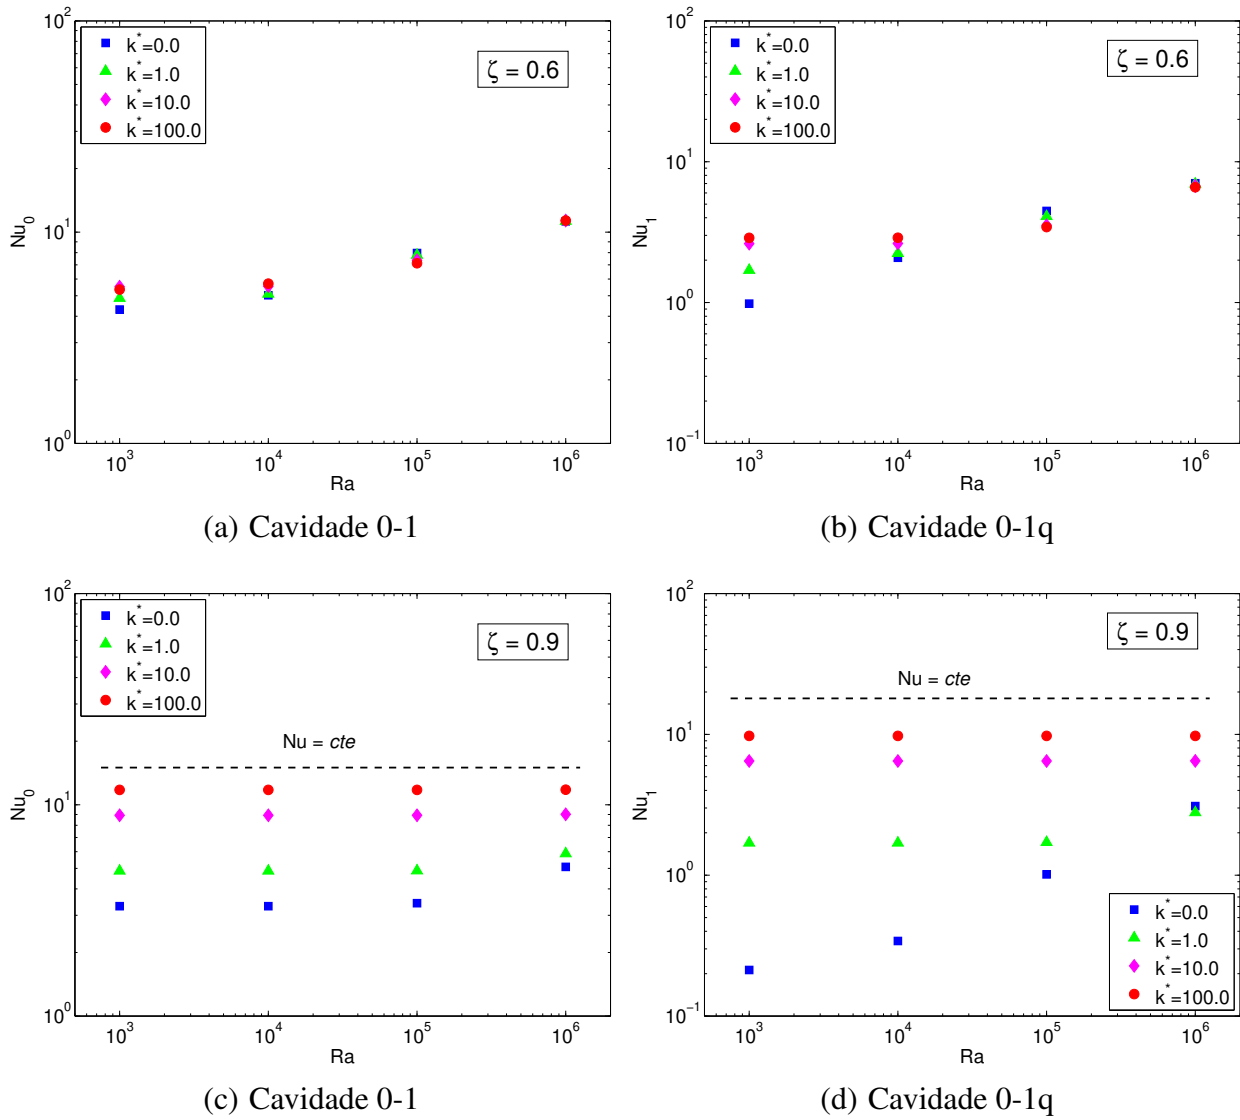 10^2
k^*=0.0
k^*=1.0
k^*=10.0
k^*=100.0
ζ = 0.6
Nu_0
10^1
10^0
10^3 10^4 10^5 10^6
Ra
(a) Cavidade 0-1
10^2
k^*=0.0
k^*=1.0
k^*=10.0
k^*=100.0
ζ = 0.6
10^1
Nu_1
10^0
10^-1
10^3 10^4 10^5 10^6
Ra
(b) Cavidade 0-1q
10^2
k^*=0.0
k^*=1.0
k^*=10.0
k^*=100.0
ζ = 0.9
Nu = cte
Nu_0
10^1
10^0
10^3 10^4 10^5 10^6
Ra
(c) Cavidade 0-1
10^2
ζ = 0.9
Nu = cte
10^1
Nu_1
10^0
k^*=0.0
k^*=1.0
k^*=10.0
k^*=100.0
10^-1
10^3 10^4 10^5 10^6
Ra
(d) Cavidade 0-1q